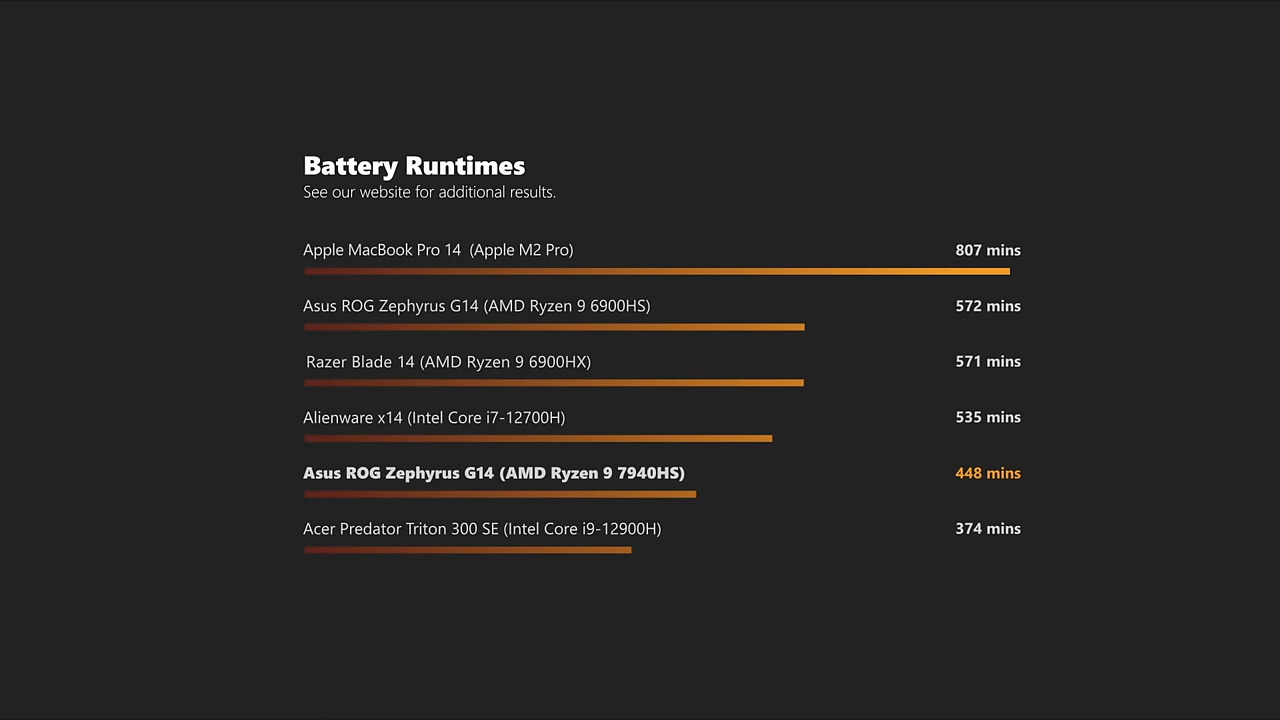 Battery Runtimes
See our website for additional results.
Apple MacBook Pro 14  (Apple M2 Pro) 807 mins
Asus ROG Zephyrus G14 (AMD Ryzen 9 6900HS) 572 mins
Razer Blade 14 (AMD Ryzen 9 6900HX) 571 mins
Alienware x14 (Intel Core i7-12700H) 535 mins
Asus ROG Zephyrus G14 (AMD Ryzen 9 7940HS) 448 mins
Acer Predator Triton 300 SE (Intel Core i9-12900H) 374 mins